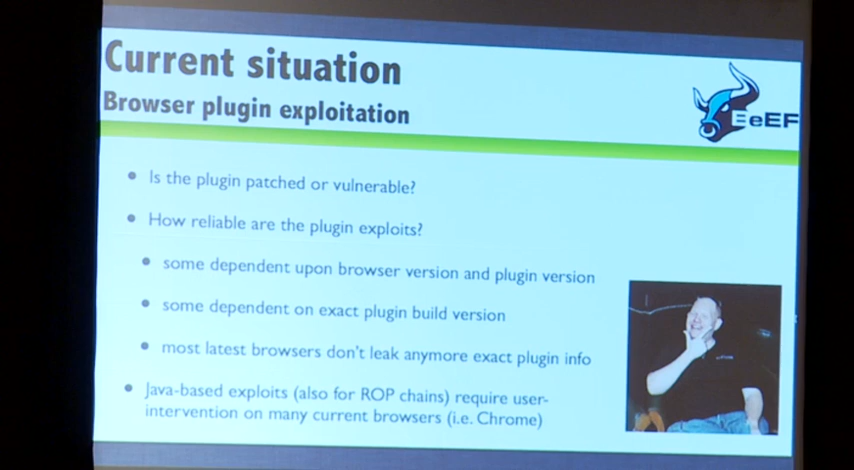 Current situation
Browser plugin exploitation
BeEF
• Is the plugin patched or vulnerable?
• How reliable are the plugin exploits?
• some dependent upon browser version and plugin version
• some dependent on exact plugin build version
• most latest browsers don't leak anymore exact plugin info
• Java-based exploits (also for ROP chains) require user-
intervention on many current browsers (i.e. Chrome)